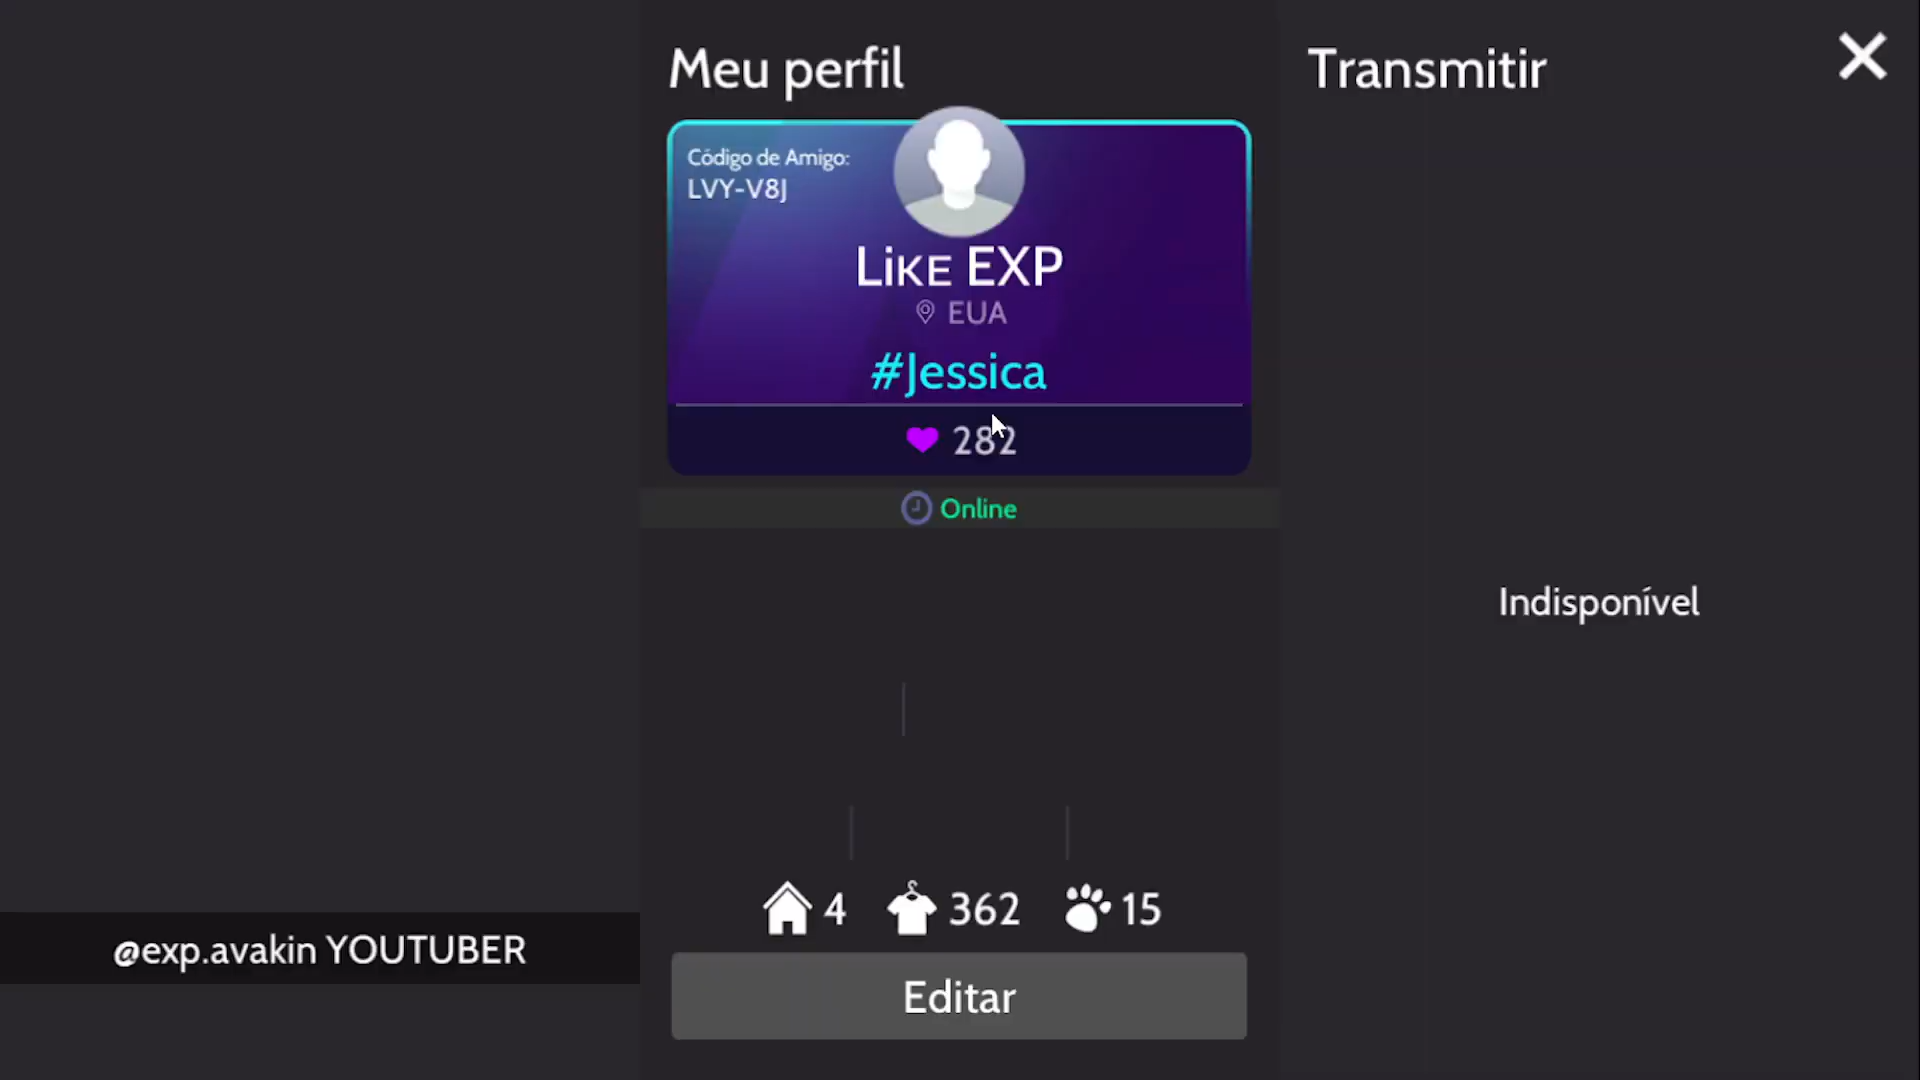 Meu perfil
Transmitir
Código de Amigo:
LVY-V8J
LiKE EXP
EUA
#Jessica
282
Online
Indisponível
4 362 15
@exp.avakin YOUTUBER
Editar